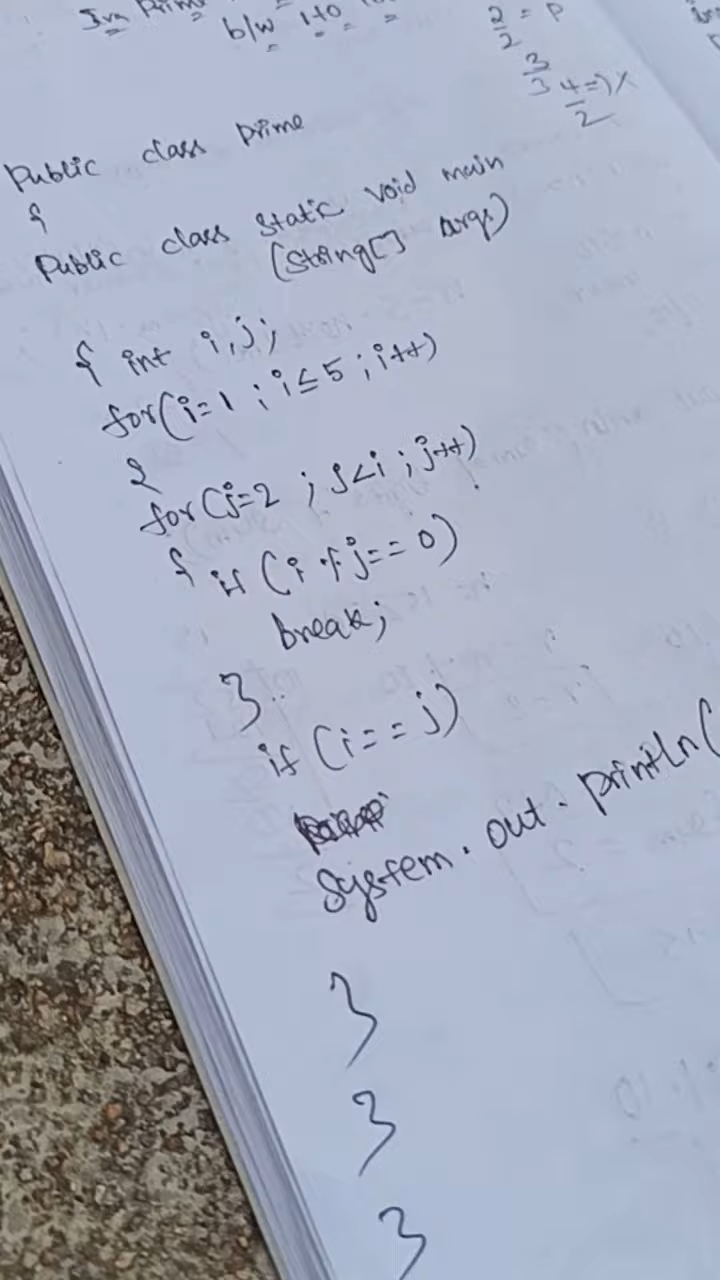 Prime
b/w 1 to
2/2 = P
3/3
4/2 => X
Public class Prime
{
Public class static void main
(String[] args)
{ int i,j;
for(i=1 ; i≤5 ; i++)
{
for(j=2 ; j<i ; j++)
{ if (i % j == 0)
break;
}
if (i == j)
System.out.println(
}
}
}